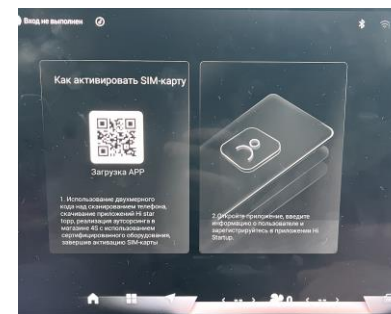 Вход не выполнен
Как активировать SIM-карту
Загрузка APP
1. Использование двухмерного
кода над сканированием телефона,
скачивание приложений Hi star
topp, реализация аутсорсинга в
магазине 4S с использованием
сертифицированного оборудования,
завершив активацию SIM-карты
2.Откройте приложение, введите
информацию о пользователе и
зарегистрируйтесь в приложении Hi
Startup.
0